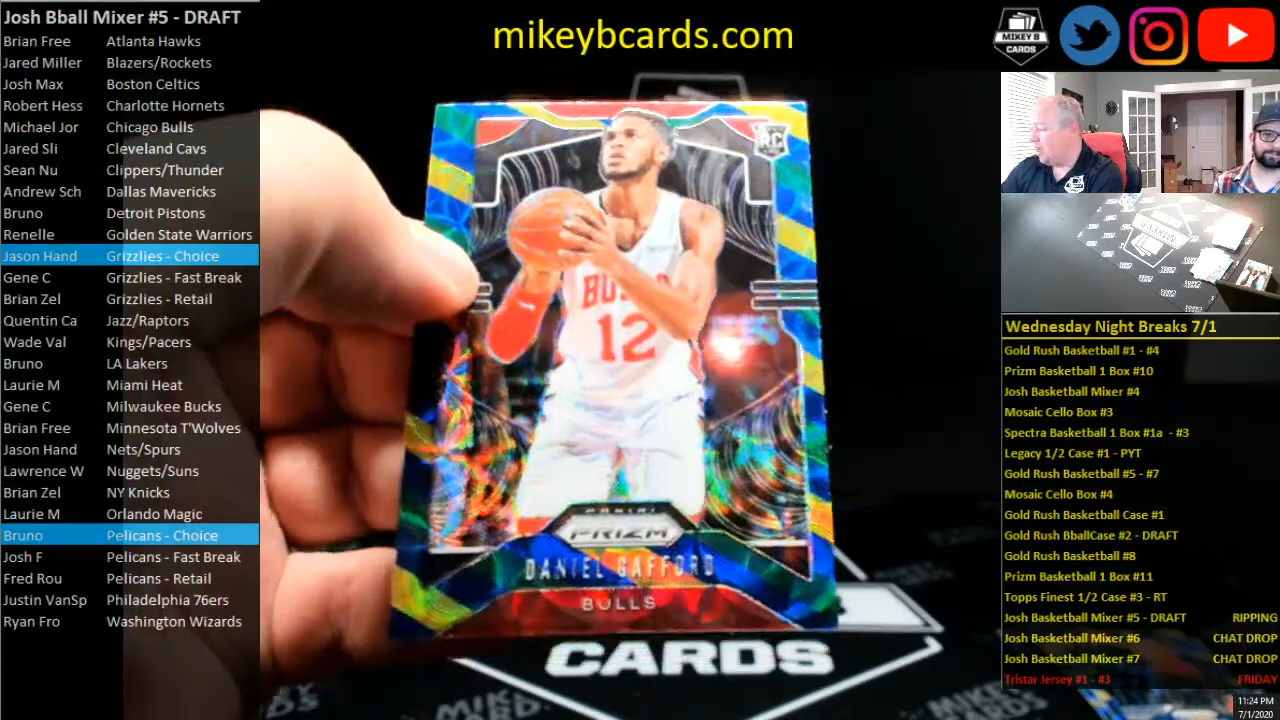 Josh Bball Mixer #5 - DRAFT
Brian Free Atlanta Hawks
Jared Miller Blazers/Rockets
Josh Max Boston Celtics
Robert Hess Charlotte Hornets
Michael Jor Chicago Bulls
Jared Sli Cleveland Cavs
Sean Nu Clippers/Thunder
Andrew Sch Dallas Mavericks
Bruno Detroit Pistons
Renelle Golden State Warriors
Jason Hand Grizzlies - Choice
Gene C Grizzlies - Fast Break
Brian Zel Grizzlies - Retail
Quentin Ca Jazz/Raptors
Wade Val Kings/Pacers
Bruno LA Lakers
Laurie M Miami Heat
Gene C Milwaukee Bucks
Brian Free Minnesota T'Wolves
Jason Hand Nets/Spurs
Lawrence W Nuggets/Suns
Brian Zel NY Knicks
Laurie M Orlando Magic
Bruno Pelicans - Choice
Josh F Pelicans - Fast Break
Fred Rou Pelicans - Retail
Justin VanSp Philadelphia 76ers
Ryan Fro Washington Wizards
mikeybcards.com
MIKEY B
CARDS
RC
BULLS
12
PANINI
PRIZM
DANIEL GAFFORD
BULLS
CARDS
Wednesday Night Breaks 7/1
Gold Rush Basketball #1 - #4
Prizm Basketball 1 Box #10
Josh Basketball Mixer #4
Mosaic Cello Box #3
Spectra Basketball 1 Box #1a - #3
Legacy 1/2 Case #1 - PYT
Gold Rush Basketball #5 - #7
Mosaic Cello Box #4
Gold Rush Basketball Case #1
Gold Rush BballCase #2 - DRAFT
Gold Rush Basketball #8
Prizm Basketball 1 Box #11
Topps Finest 1/2 Case #3 - RT
Josh Basketball Mixer #5 - DRAFT RIPPING
Josh Basketball Mixer #6 CHAT DROP
Josh Basketball Mixer #7 CHAT DROP
Tristar Jersey #1 - #3 FRIDAY
11:24 PM
7/1/2020